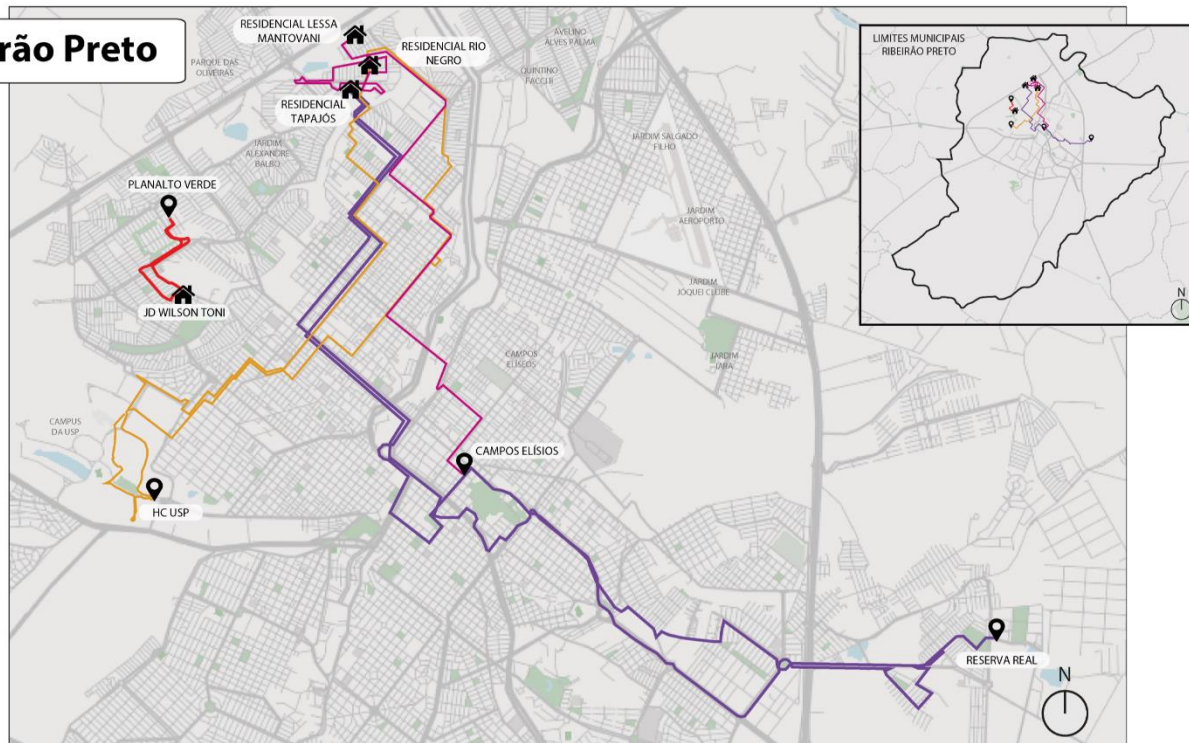 rão Preto
RESIDENCIAL LESSA
MANTOVANI
RESIDENCIAL RIO
NEGRO
RESIDENCIAL
TAPAJÓS
PARQUE DAS
OLIVEIRAS
AVELINO
ALVES PALMA
QUINTINO
FACCI II
JARDIM
ALEXANDRE
BALBO
JARDIM SALGADO
FILHO
PLANALTO VERDE
JARDIM
AEROPORTO
JD WILSON TONI
JARDIM
JÓQUEI CLUBE
CAMPOS
ELÍSEOS
JARDIM
IARA
CAMPUS
DA USP
CAMPOS ELÍSIOS
HC USP
RESERVA REAL
N
LIMITES MUNICIPAIS
RIBEIRÃO PRETO
N